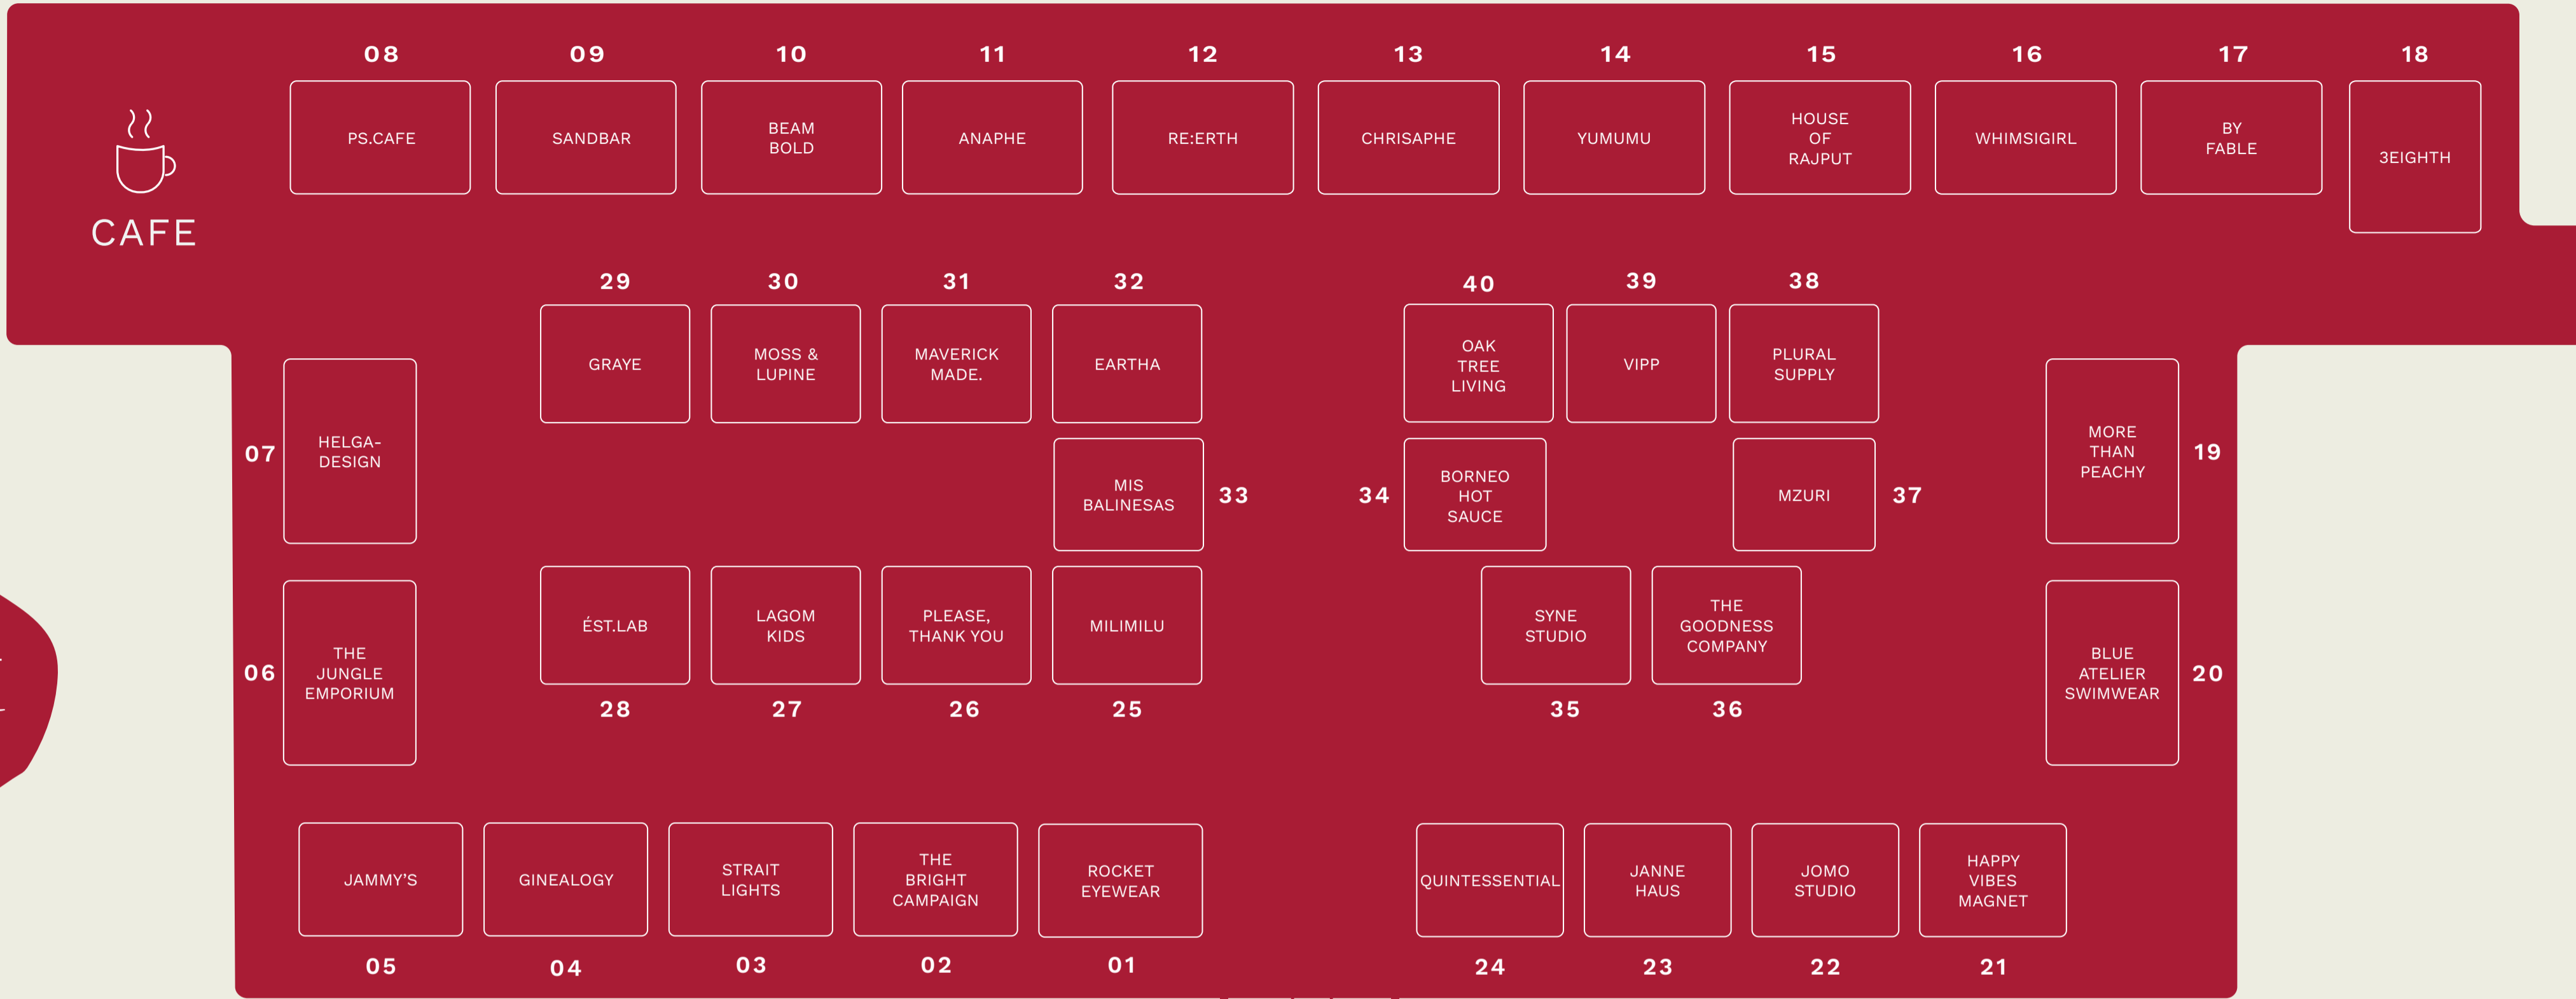 08 09 10 11 12 13 14 15 16 17 18
PS.CAFE
SANDBAR
BEAM
BOLD
ANAPHE
RE:ERTH
CHRISAPHE
YUMUMU
HOUSE
OF
RAJPUT
WHIMSIGIRL
BY
FABLE
3EIGHTH
CAFE
29 30 31 32
GRAYE
MOSS &
LUPINE
MAVERICK
MADE.
EARTHA
40 39 38
OAK
TREE
LIVING
VIPP
PLURAL
SUPPLY
07
HELGA-
DESIGN
MIS
BALINESAS
33
34
BORNEO
HOT
SAUCE
MZURI
37
MORE
THAN
PEACHY
19
06
THE
JUNGLE
EMPORIUM
ÉST.LAB
LAGOM
KIDS
PLEASE,
THANK YOU
MILIMILU
28 27 26 25
SYNE
STUDIO
THE
GOODNESS
COMPANY
35 36
BLUE
ATELIER
SWIMWEAR
20
JAMMY’S
GINEALOGY
STRAIT
LIGHTS
THE
BRIGHT
CAMPAIGN
ROCKET
EYEWEAR
05 04 03 02 01
QUINTESSENTIAL
JANNE
HAUS
JOMO
STUDIO
HAPPY
VIBES
MAGNET
24 23 22 21